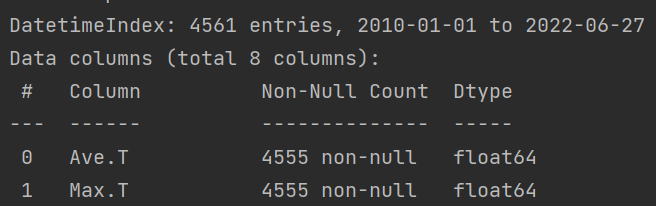 DatetimeIndex: 4561 entries, 2010-01-01 to 2022-06-27
Data columns (total 8 columns):
 #   Column          Non-Null Count  Dtype
---  ------          --------------  -----
 0   Ave.T           4555 non-null   float64
 1   Max.T           4555 non-null   float64